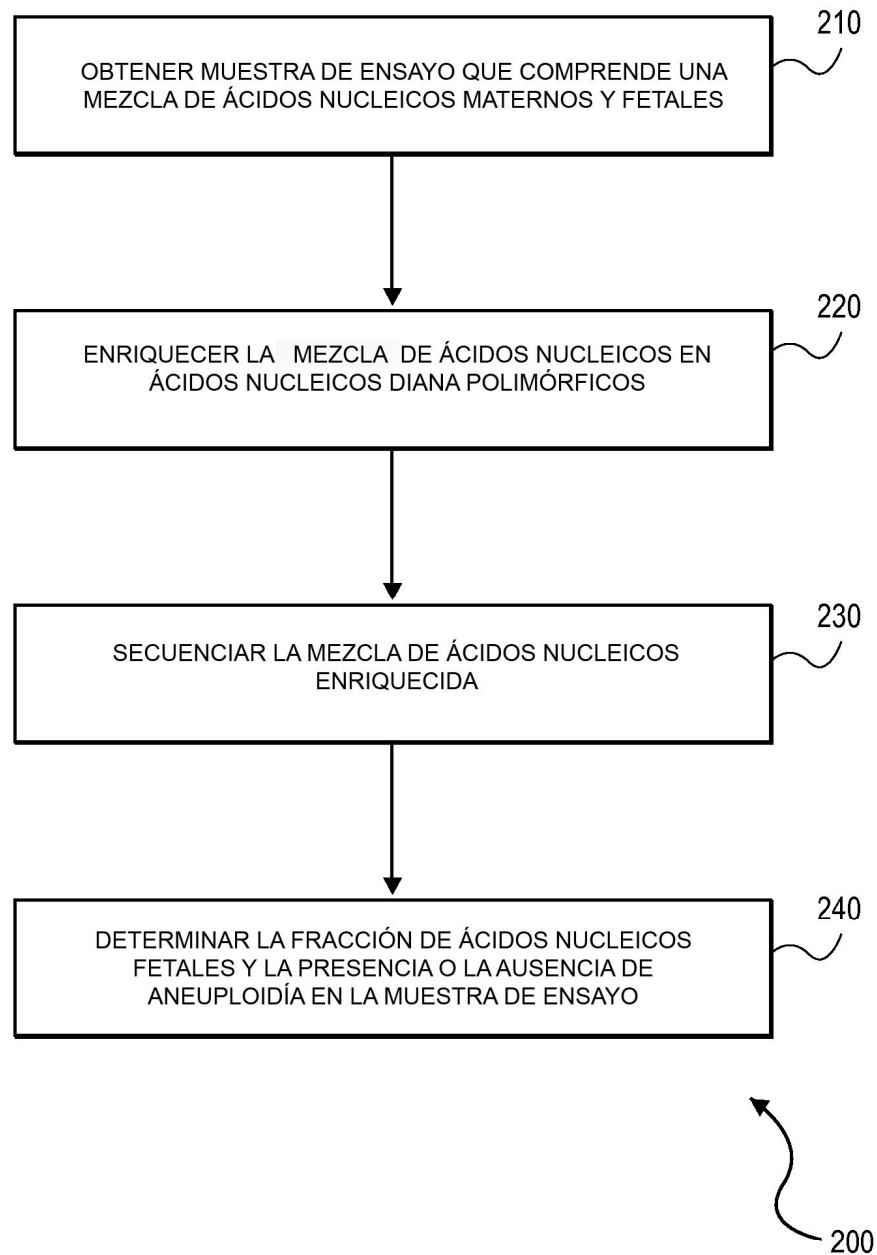 210
OBTENER MUESTRA DE ENSAYO QUE COMPRENDE UNA
MEZCLA DE ÁCIDOS NUCLEICOS MATERNOS Y FETALES
220
ENRIQUECER LA MEZCLA DE ÁCIDOS NUCLEICOS EN
ÁCIDOS NUCLEICOS DIANA POLIMÓRFICOS
230
SECUENCIAR LA MEZCLA DE ÁCIDOS NUCLEICOS
ENRIQUECIDA
240
DETERMINAR LA FRACCIÓN DE ÁCIDOS NUCLEICOS
FETALES Y LA PRESENCIA O LA AUSENCIA DE
ANEUPLOIDÍA EN LA MUESTRA DE ENSAYO
200